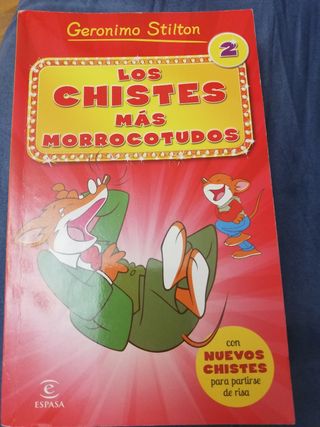 Geronimo Stilton
2
LOS
CHISTES
MÁS
MORROCOTUDOS
con
NUEVOS
CHISTES
para partirse
de risa
e
ESPASA